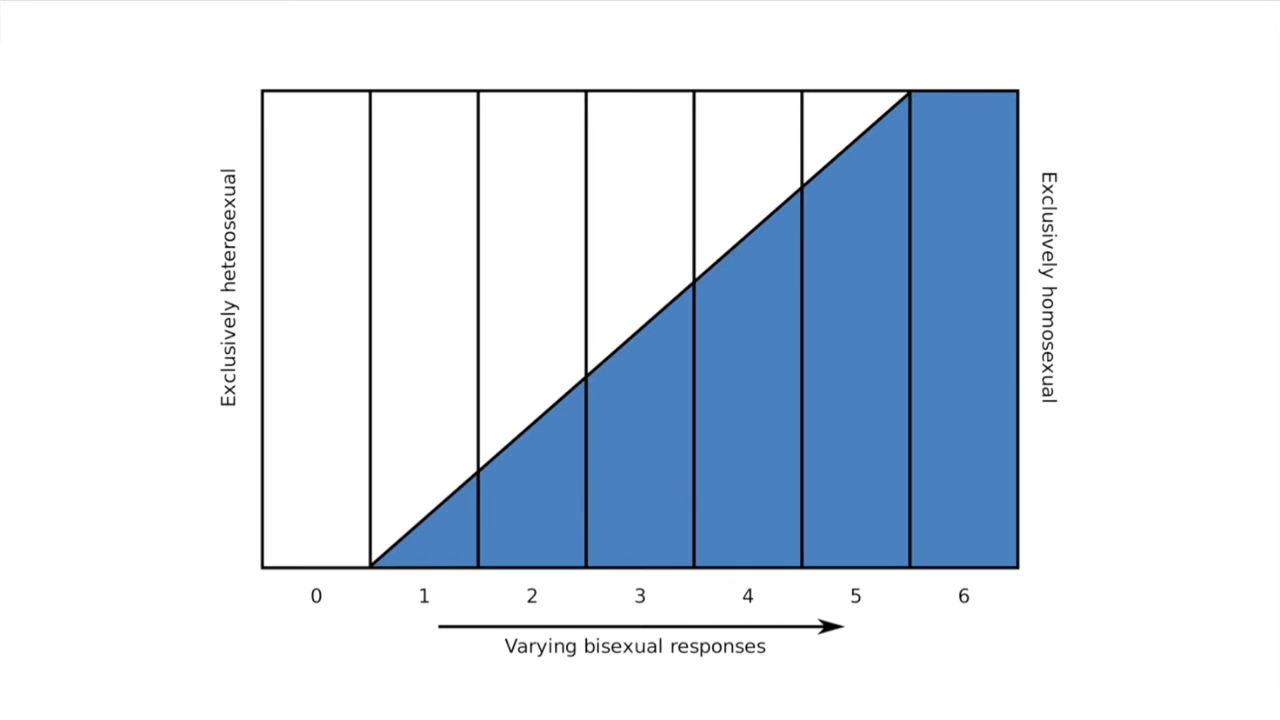 Exclusively heterosexual
Exclusively homosexual
0 1 2 3 4 5 6
Varying bisexual responses